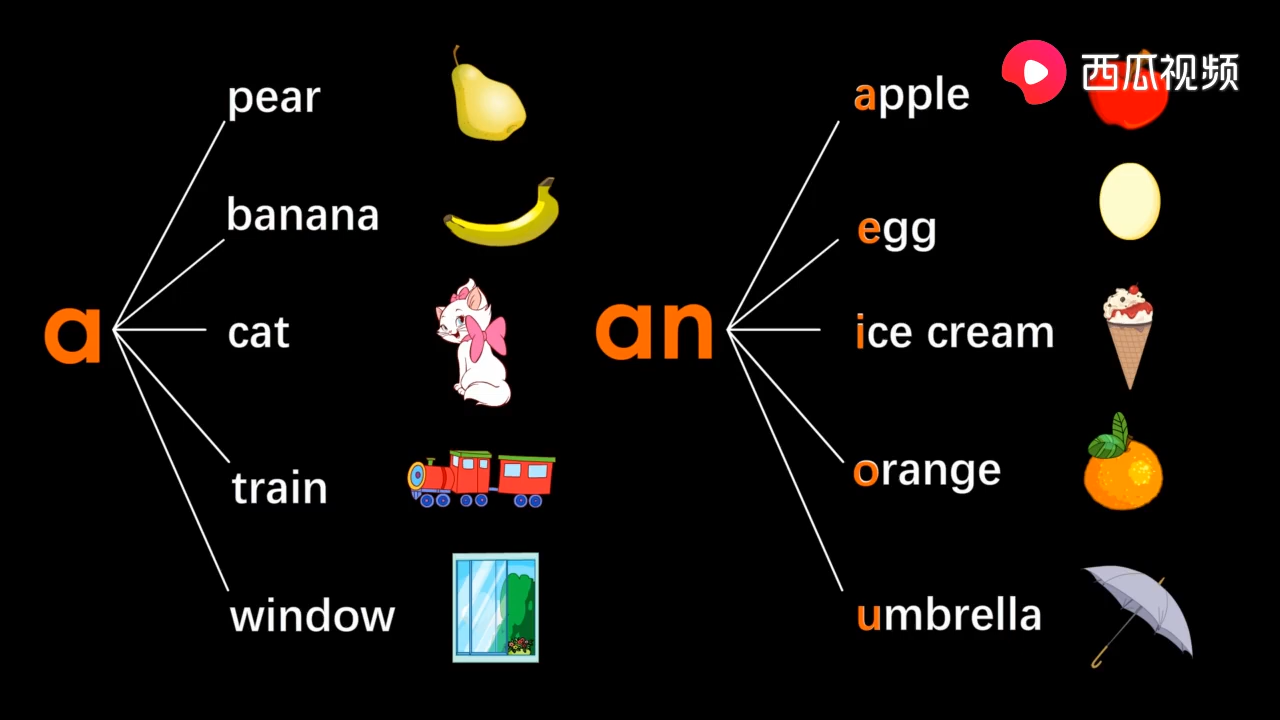 a
pear
banana
cat
train
window
an
apple
egg
ice cream
orange
umbrella
西瓜视频